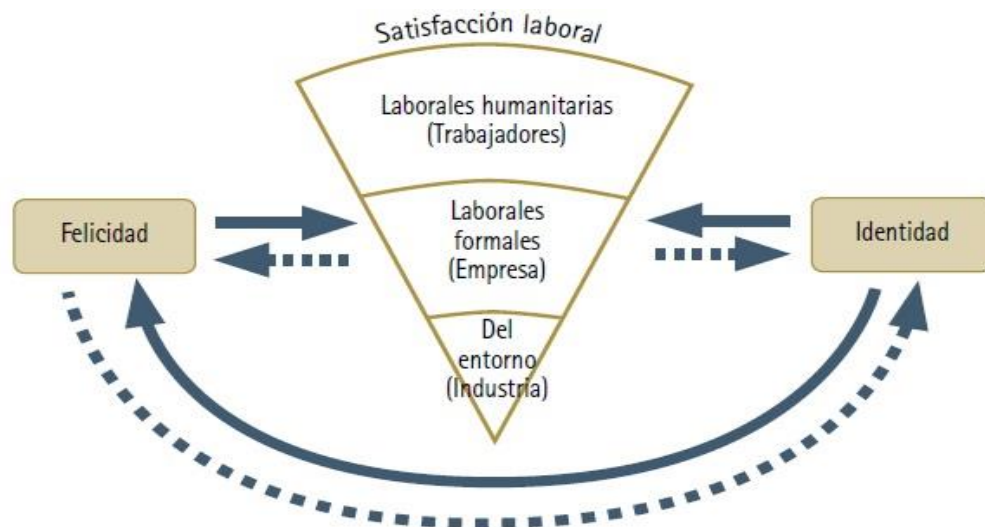 Satisfacción laboral
Laborales humanitarias
(Trabajadores)
Felicidad
Laborales
formales
(Empresa)
Identidad
Del
entorno
(Industria)